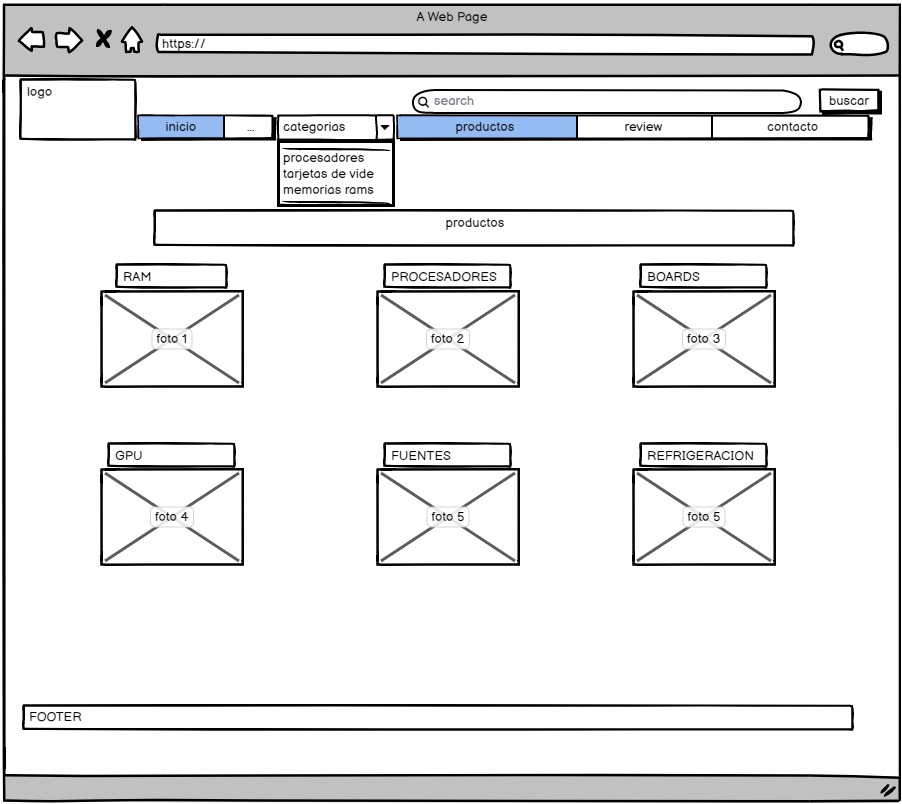 A Web Page
https://
logo
search
buscar
inicio
...
categorias
productos
review
contacto
procesadores
tarjetas de vide
memorias rams
productos
RAM
PROCESADORES
BOARDS
foto 1
foto 2
foto 3
GPU
FUENTES
REFRIGERACION
foto 4
foto 5
foto 5
FOOTER